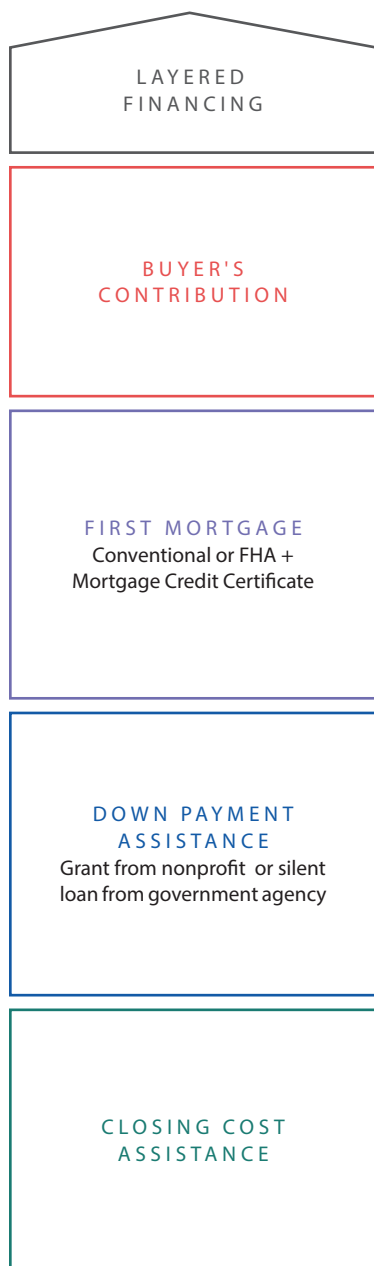 LAYERED
FINANCING
BUYER'S
CONTRIBUTION
FIRST MORTGAGE
Conventional or FHA +
Mortgage Credit Certificate
DOWN PAYMENT
ASSISTANCE
Grant from nonprofit or silent
loan from government agency
CLOSING COST
ASSISTANCE